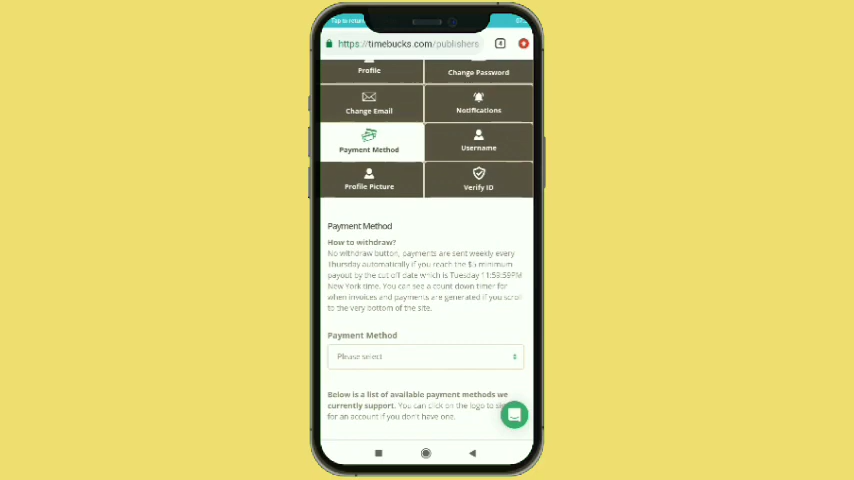 Tap to return
https://timebucks.com/publishers
4
Profile
Change Password
Change Email
Notifications
Payment Method
Username
Profile Picture
Verify ID
Payment Method
How to withdraw?
No withdraw button, payments are sent weekly every
Thursday automatically if you reach the $5 minimum
payout by the cut off date which is Tuesday 11:59:59PM
New York time. You can see a count down timer for
when invoices and payments are generated if you scroll
to the very bottom of the site.
Payment Method
Please select
Below is a list of available payment methods we
currently support. You can click on the logo to
for an account if you don't have one.